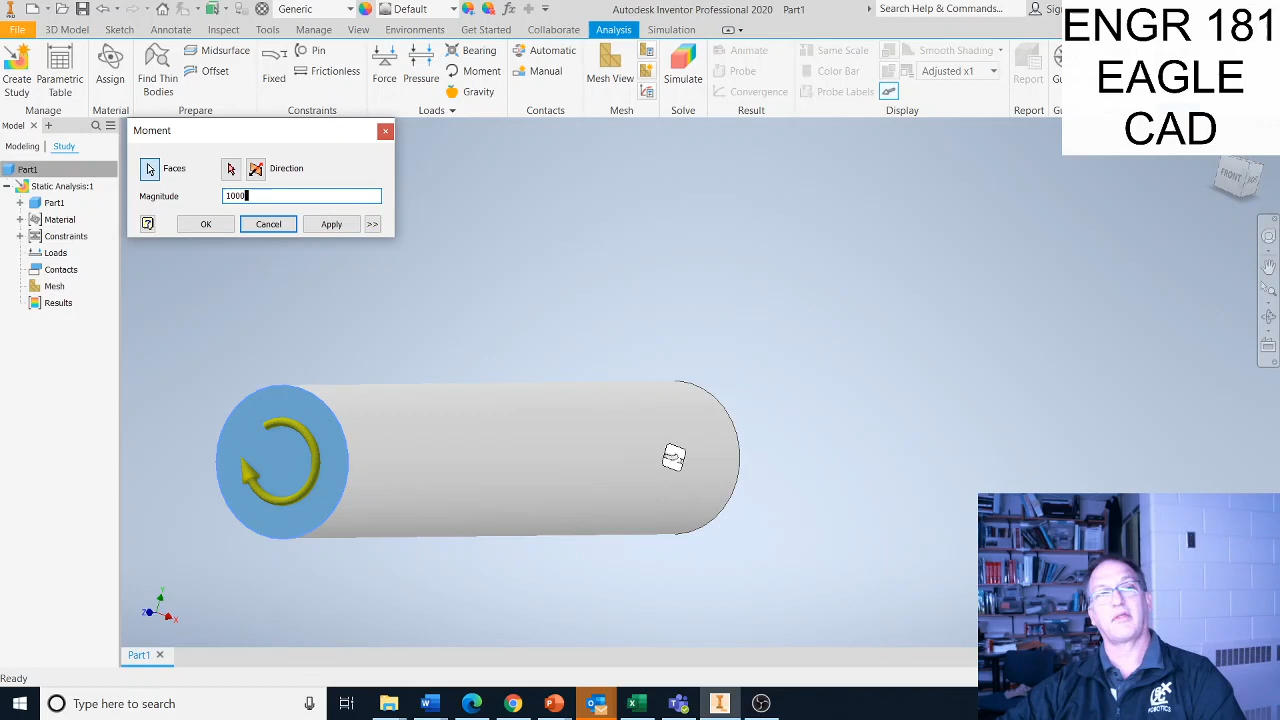 PRO
Generic
Default
Autodesk Inventor Professional 2020 Part1
Search Help & Commands...
File
3D Model
Sketch
Annotate
Inspect
Tools
Manage
View
Environments
Get Started
Collaborate
Analysis
Simulation
ENGR 181
EAGLE
CAD
Create Study
Parametric Table
Manage
Assign
Material
Find Thin Bodies
Midsurface
Offset
Prepare
Fixed
Pin
Frictionless
Constraints
Force
Pressure
Bearing
Moment
Gravity
Loads
Automatic
Manual
Contacts
Mesh View
Mesh
Simulate
Solve
Animate
Probe
Convergence
Result
Same Scale
Color Bar
Probe Labels
Smooth Shading
Adjusted x1
Display
Report
Report
Model
Modeling
Study
Part1
Static Analysis:1
Part1
Material
Constraints
Loads
Contacts
Mesh
Results
Moment
Faces
Direction
Magnitude
1000
OK
Cancel
Apply
>>
FRONT
Y
Z
X
Part1
Ready
Type here to search
ROBOTICS